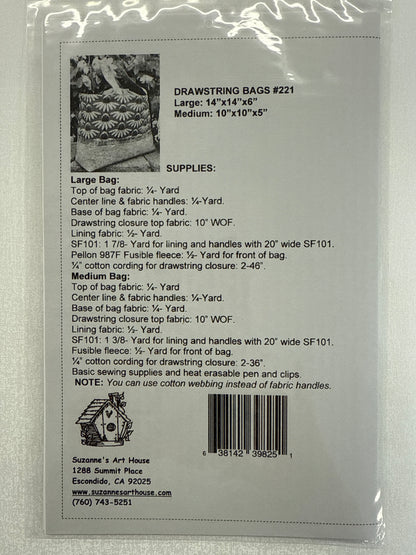 DRAWSTRING BAGS #221
Large: 14"x14"x6"
Medium: 10"x10"x5"
SUPPLIES:
Large Bag:
Top of bag fabric: ¼- Yard
Center line & fabric handles: ¼-Yard.
Base of bag fabric: ¼- Yard.
Drawstring closure top fabric: 10" WOF.
Lining fabric: ½- Yard.
SF101: 1 7/8- Yard for lining and handles with 20" wide SF101.
Pellon 987F Fusible fleece: ½- Yard for front of bag.
¼" cotton cording for drawstring closure: 2-46".
Medium Bag:
Top of bag fabric: ¼- Yard
Center line & fabric handles: ¼-Yard.
Base of bag fabric: ¼- Yard.
Drawstring closure top fabric: 10" WOF.
Lining fabric: ½- Yard.
SF101: 1 3/8- Yard for lining and handles with 20" wide SF101.
Fusible fleece: ½- Yard for front of bag.
¼" cotton cording for drawstring closure: 2-36".
Basic sewing supplies and heat erasable pen and clips.
NOTE: You can use cotton webbing instead of fabric handles.
6 38142 39825 1
Suzanne's Art House
1288 Summit Place
Escondido, CA 92025
www.suzannesarthouse.com
(760) 743-5251